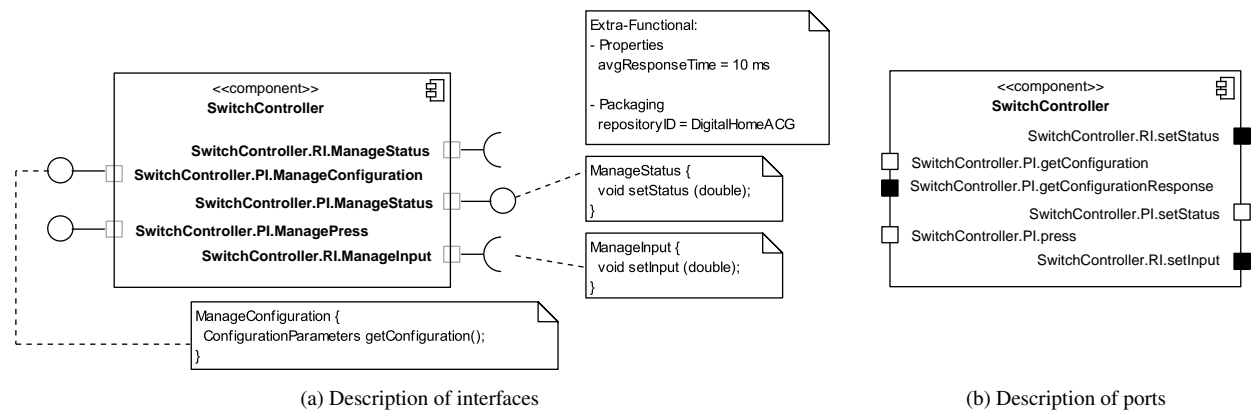 <<component>>
SwitchController
SwitchController.RI.ManageStatus
SwitchController.PI.ManageConfiguration
SwitchController.PI.ManageStatus
SwitchController.PI.ManagePress
SwitchController.RI.ManageInput
Extra-Functional:
- Properties
avgResponseTime = 10 ms
- Packaging
repositoryID = DigitalHomeACG
ManageStatus {
void setStatus (double);
}
ManageInput {
void setInput (double);
}
ManageConfiguration {
ConfigurationParameters getConfiguration();
}
(a) Description of interfaces
<<component>>
SwitchController
SwitchController.RI.setStatus
SwitchController.PI.getConfiguration
SwitchController.PI.getConfigurationResponse
SwitchController.PI.setStatus
SwitchController.PI.press
SwitchController.RI.setInput
(b) Description of ports